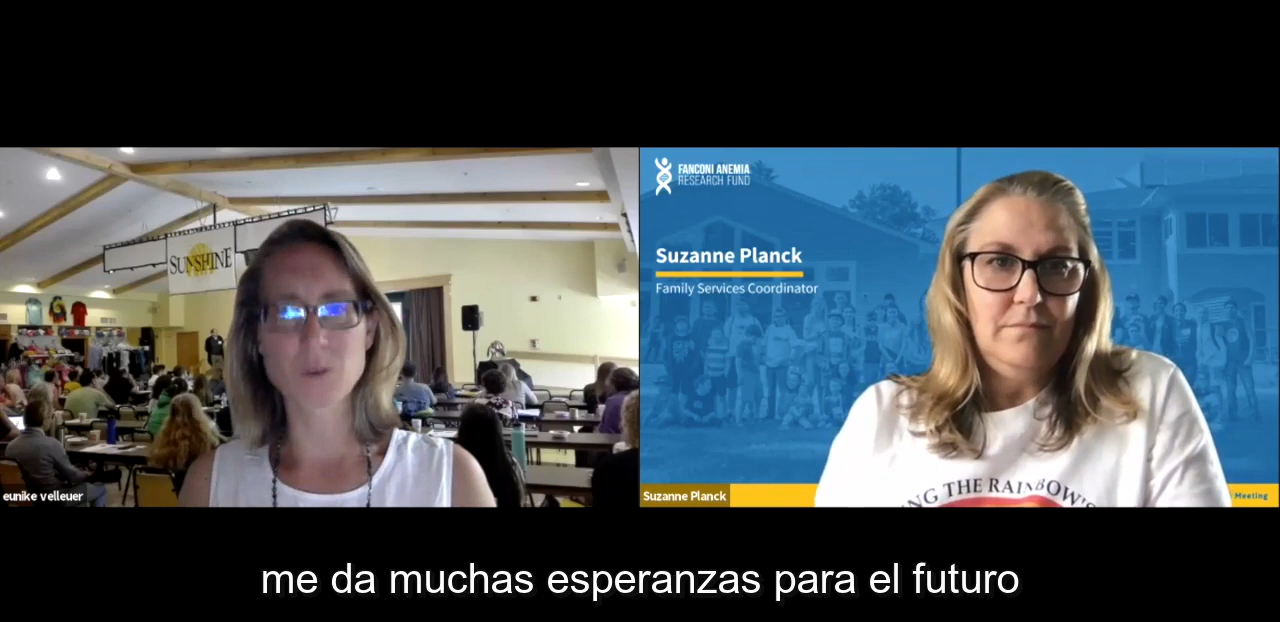 SUNSHINE
eunike velleuer
FANCONI ANEMIA
RESEARCH FUND
Suzanne Planck
Family Services Coordinator
Suzanne Planck
ING THE RAINBOW'S
Meeting
me da muchas esperanzas para el futuro